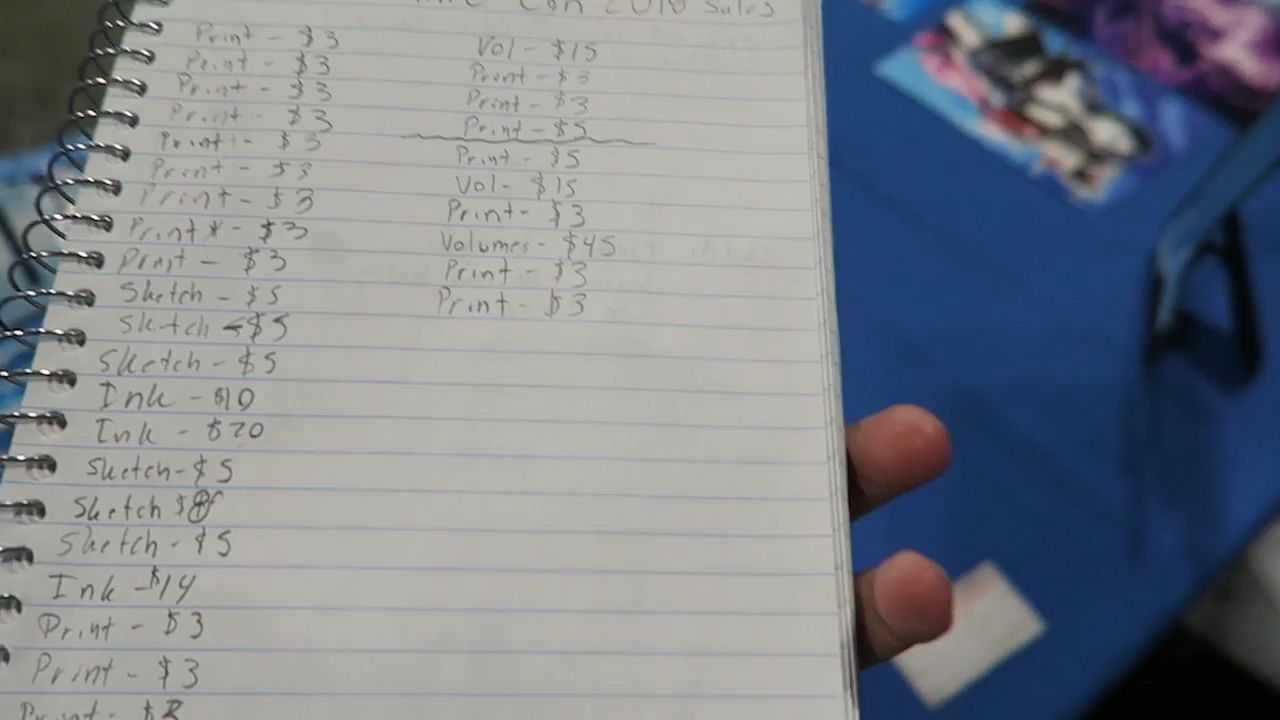 Con 2018 Sales
Print - $3
Print - $3
Print - $3
Print - $3
Print - $3
Print - $3
Print - $3
Print * - $3
Print - $3
Sketch - $5
Sketch - $5
Sketch - $5
Ink - $10
Ink - $20
Sketch - $5
Sketch $
Sketch - $5
Ink - $14
Print - $3
Print - $3
Print - $
Vol - $15
Print - $3
Print - $3
Print - $5
Print - $5
Vol - $15
Print - $3
Volumes - $45
Print - $3
Print - $3